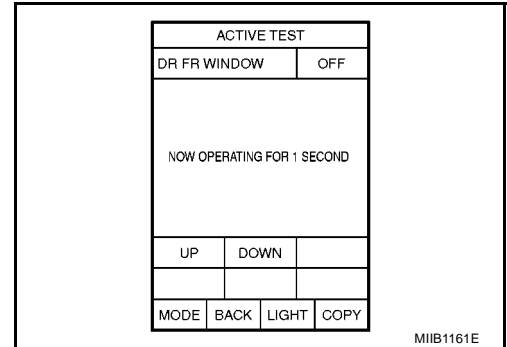 ACTIVE TEST
DR FR WINDOW OFF
NOW OPERATING FOR 1 SECOND
UP DOWN
MODE BACK LIGHT COPY
MIIB1161E